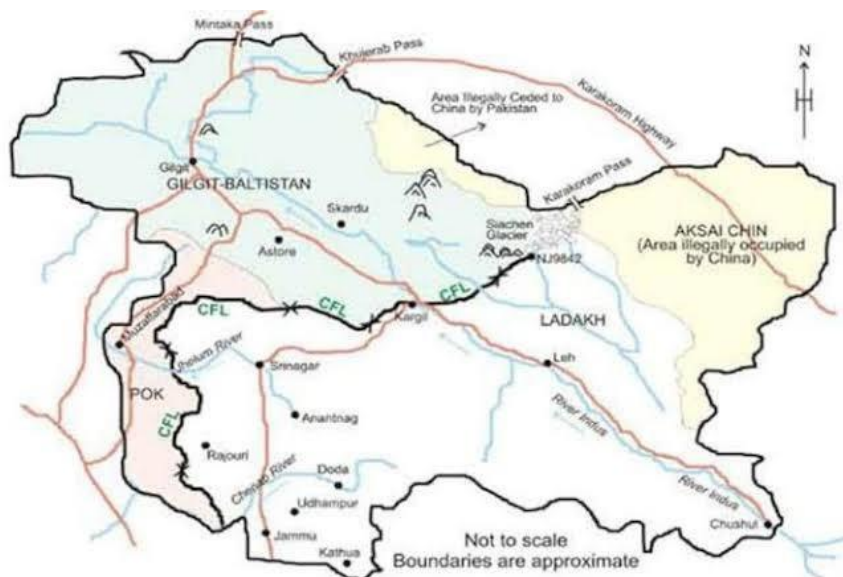 Mintaka Pass
Khunjerab Pass
N
Area Illegally Ceded to
China by Pakistan
Karakoram Highway
Gilgit
GILGIT-BALTISTAN
Karakoram Pass
Skardu
Siachen
Glacier
AKSAI CHIN
(Area illegally occupied
by China)
Astore
NJ9842
CFL
CFL
CFL
Kargil
Muzaffarabad
LADAKH
Jhelum River
Srinagar
Leh
POK
CFL
Anantnag
River Indus
Rajouri
Chenab River
Doda
River Indus
Udhampur
Chushul
Jammu
Not to scale
Boundaries are approximate
Kathua